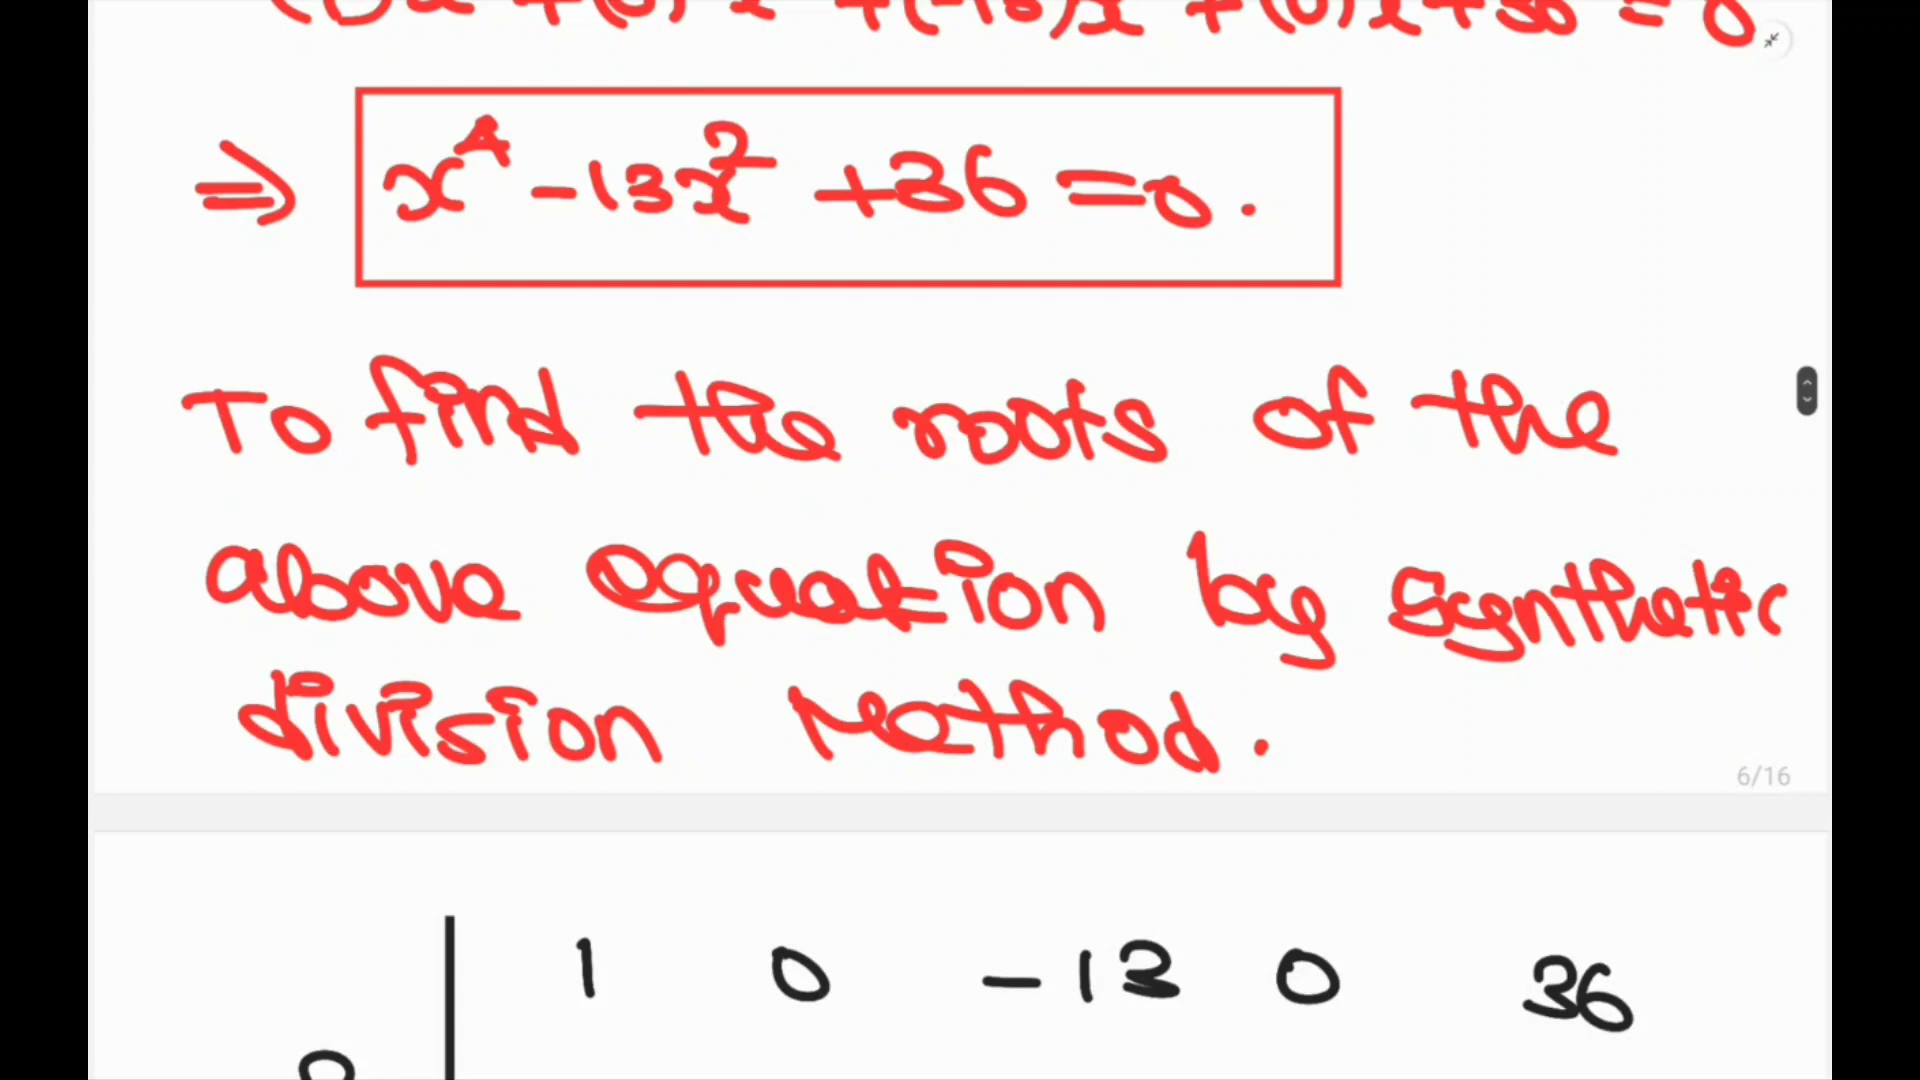 ⇒ x⁴ - 13x² + 36 = 0.
To find the roots of the
above equation by synthetic
division method.
6/16
1 0 -13 0 36